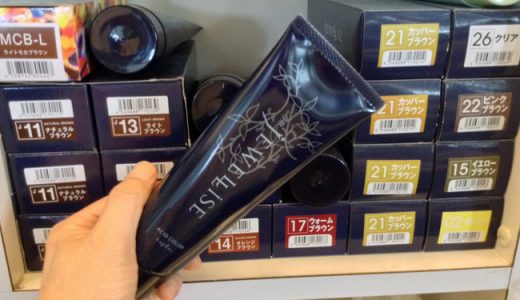 MCB-L
ライトモカブラウン
21 カッパー
ブラウン
26 クリア
11 ナチュラル
ブラウン
13 ライト
ブラウン
21 カッパー
ブラウン
22 ピンク
ブラウン
11 ナチュラル
ブラウン
21 カッパー
ブラウン
15 イエロー
ブラウン
14 オレンジ
ブラウン
17 ウォーム
ブラウン
21 カッパー
ブラウン
the
JEWELLISE
ACID COLOR